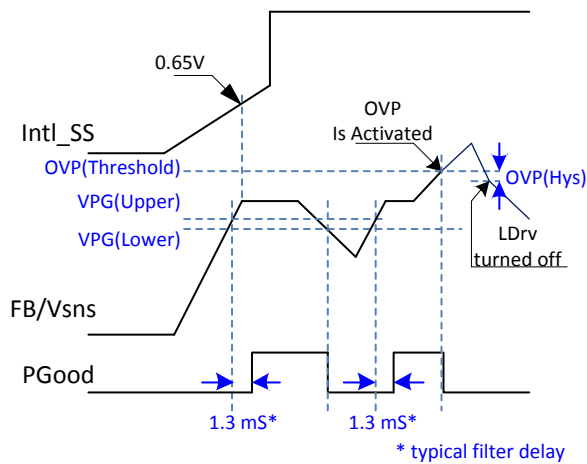 0.65V
Intl_SS
OVP
Is Activated
OVP(Threshold)
OVP(Hys)
VPG(Upper)
VPG(Lower)
LDrv
turned off
FB/Vsns
PGood
1.3 mS*
1.3 mS*
* typical filter delay